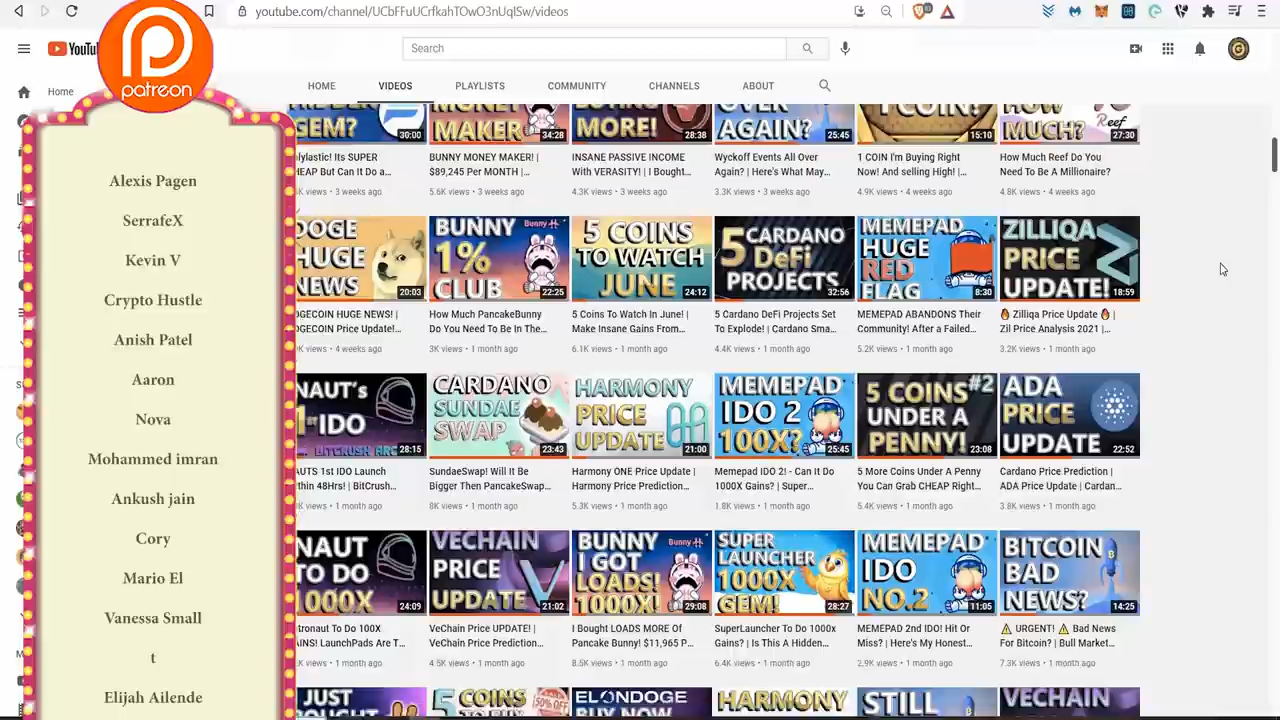 youtube.com/channel/UCbFFuUCrfkahTOwO3nUqlSw/videos
patreon
Search
Home
HOME
VIDEOS
PLAYLISTS
COMMUNITY
CHANNELS
ABOUT
Alexis Pagen
SerrafeX
Kevin V
Crypto Hustle
Anish Patel
Aaron
Nova
Mohammed imran
Ankush jain
Cory
Mario El
Vanessa Small
t
Elijah Ailende
GEM?
30:00
MONEY
MAKER!
34:28
MORE!
28:38
OVER
AGAIN?
25:45
1 COIN!
15:10
HOW
MUCH?
Reef
27:30
lylastic! Its SUPER
HEAP But Can It Do a...
K views • 3 weeks ago
BUNNY MONEY MAKER! |
$89,245 Per MONTH |...
5.6K views • 3 weeks ago
INSANE PASSIVE INCOME
With VERASITY! | I Bought...
4.3K views • 3 weeks ago
Wyckoff Events All Over
Again? | Here's What May...
3.3K views • 3 weeks ago
1 COIN I'm Buying Right
Now! And selling High! |...
4.9K views • 4 weeks ago
How Much Reef Do You
Need To Be A Millionaire?
4.8K views • 4 weeks ago
DOGE
HUGE
NEWS
20:03
BUNNY
1%
CLUB
Bunny
22:25
5 COINS
TO WATCH
JUNE
24:12
5 CARDANO
DeFi
PROJECTS
32:56
MEMEPAD
HUGE
RED
FLAG
8:30
ZILLIQA
PRICE
UPDATE!
18:59
OGECOIN HUGE NEWS! |
OGECOIN Price Update!...
K views • 4 weeks ago
How Much PancakeBunny
Do You Need To Be In The...
3K views • 1 month ago
5 Coins To Watch In June! |
Make Insane Gains From...
6.1K views • 1 month ago
5 Cardano DeFi Projects Set
To Explode! | Cardano Sma...
4.4K views • 1 month ago
MEMEPAD ABANDONS Their
Community! After a Failed...
5.2K views • 1 month ago
🔥 Zilliqa Price Update 🔥 |
Zil Price Analysis 2021 |...
3.2K views • 1 month ago
NAUT's
1st IDO
28:15
CARDANO
SUNDAE
SWAP
23:43
HARMONY
PRICE
UPDATE
21:00
MEMEPAD
IDO 2
100X?
25:45
5 COINS #2
UNDER A
PENNY!
23:08
ADA
PRICE
UPDATE
22:52
AUTS 1st IDO Launch
thin 48Hrs! | BitCrush...
K views • 1 month ago
SundaeSwap! Will It Be
Bigger Then PancakeSwap...
8K views • 1 month ago
Harmony ONE Price Update |
Harmony Price Prediction...
5.3K views • 1 month ago
Memepad IDO 2! - Can It Do
1000X Gains? | Super...
1.8K views • 1 month ago
5 More Coins Under A Penny
You Can Grab CHEAP Right...
5.4K views • 1 month ago
Cardano Price Prediction |
ADA Price Update | Cardan...
3.8K views • 1 month ago
NAUT
TO DO
1000X
24:09
VECHAIN
PRICE
UPDATE
21:02
BUNNY
I GOT
LOADS!
1000X!
Bunny
29:08
SUPER
LAUNCHER
1000X
GEM!
28:27
MEMEPAD
IDO
NO.2
11:05
BITCOIN
BAD
NEWS?
14:25
tronaut To Do 100X
AINS! LaunchPads Are T...
K views • 1 month ago
VeChain Price UPDATE! |
VeChain Price Prediction...
4.5K views • 1 month ago
I Bought LOADS MORE Of
Pancake Bunny! $11,965 P...
8.5K views • 1 month ago
SuperLauncher To Do 1000x
Gains? | Is This A Hidden...
6.4K views • 1 month ago
MEMEPAD 2nd IDO! Hit Or
Miss? | Here's My Honest...
2.9K views • 1 month ago
⚠️ URGENT! ⚠️ Bad News
For Bitcoin? | Bull Market...
7.3K views • 1 month ago
JUST
5 COINS
50% OFF
ELONDOGE
HARMONY
STILL
VECHAIN